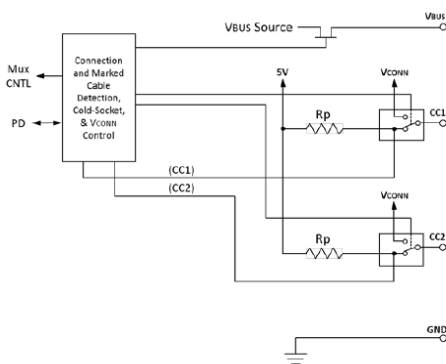 VBUS
VBUS Source
Connection
and Marked
Cable
Detection,
Cold-Socket,
& VCONN
Control
Mux
CNTL
PD
5V
VCONN
Rp
CC1
(CC1)
(CC2)
VCONN
Rp
CC2
GND